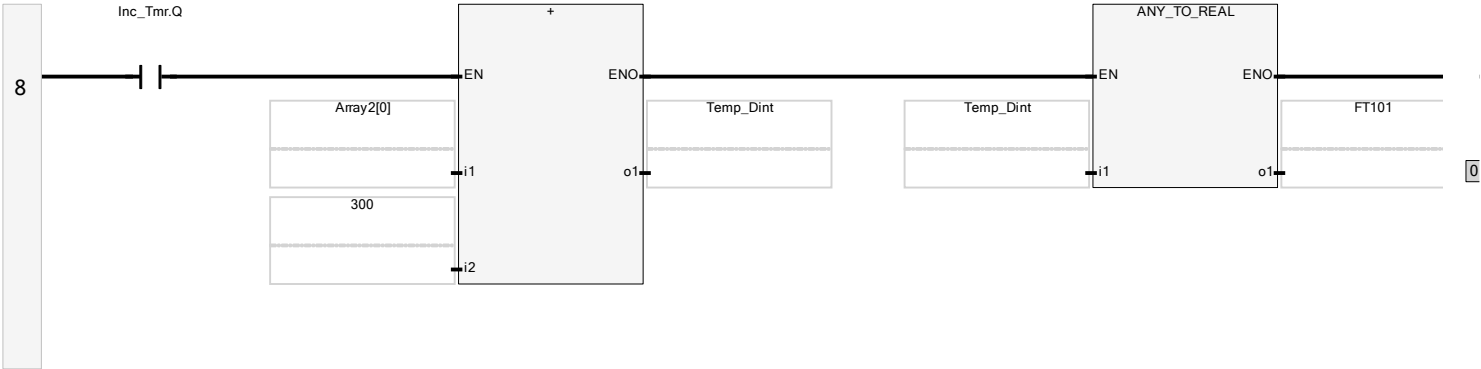 Inc_Tmr.Q
+
ANY_TO_REAL
8
EN
ENO
EN
ENO
Array2[0]
Temp_Dint
Temp_Dint
FT101
i1
o1
i1
o1
0
300
i2